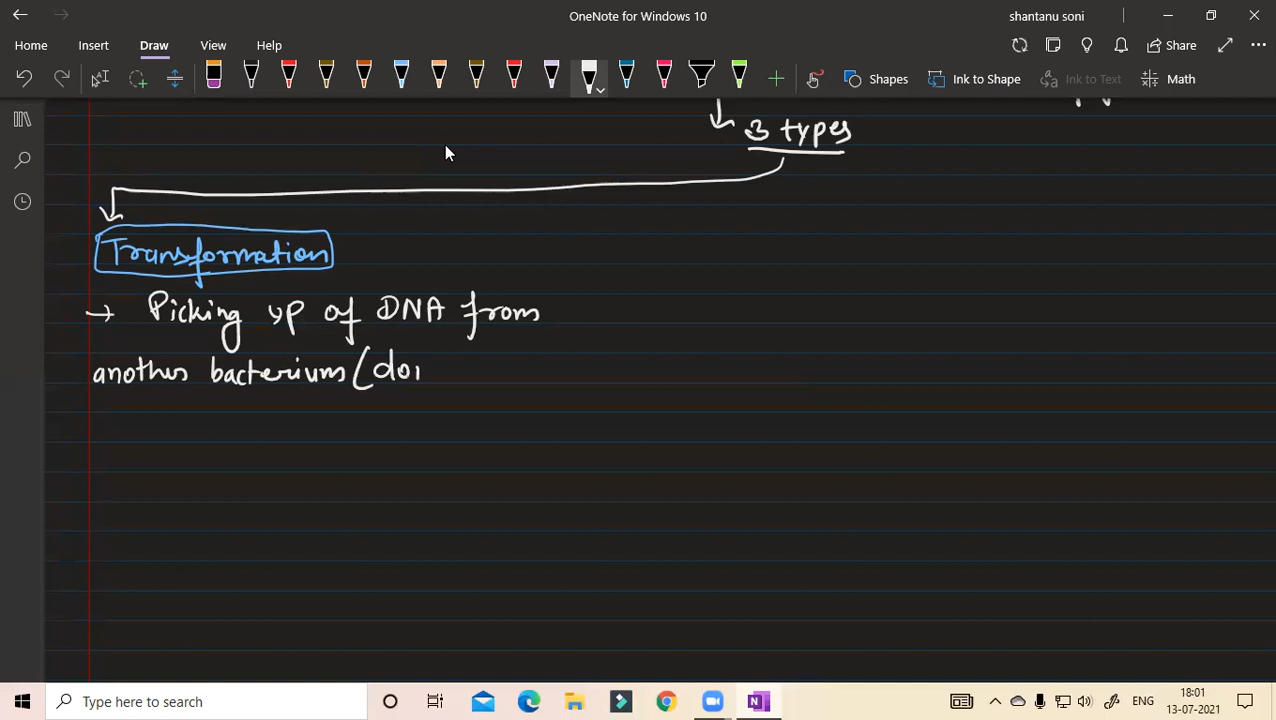 OneNote for Windows 10
shantanu soni
Home Insert Draw View Help
Share
Shapes Ink to Shape Ink to Text Math
3 types
Transformation
→ Picking up of DNA from
another bacterium (do
Type here to search
ENG
18:01
13-07-2021